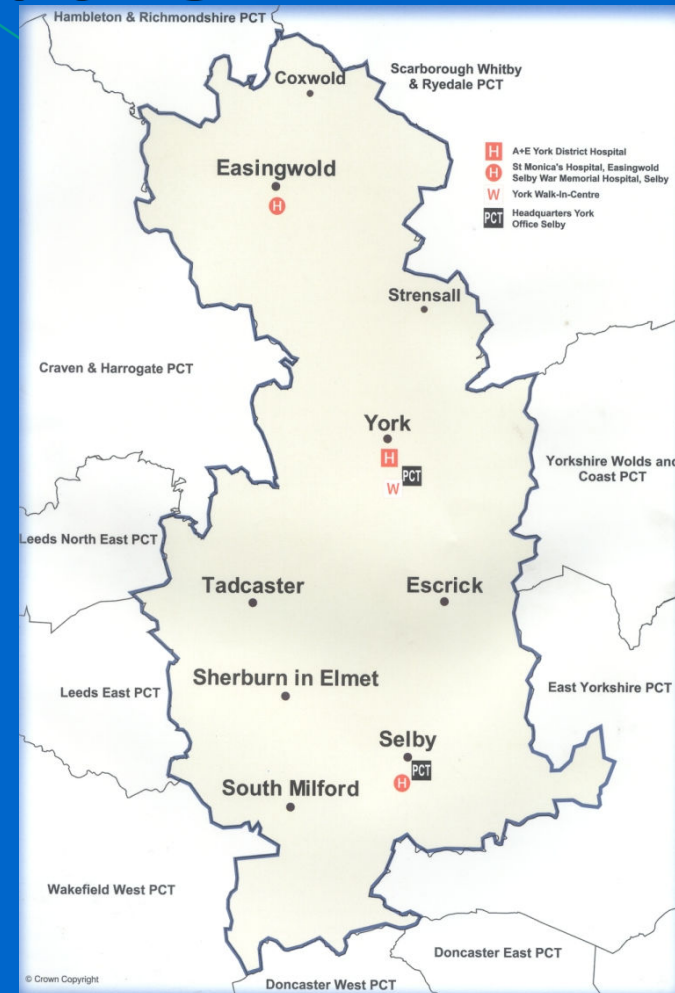 Hambleton & Richmondshire PCT
Coxwold
Scarborough Whitby
& Ryedale PCT
H A+E York District Hospital
H St Monica's Hospital, Easingwold
Selby War Memorial Hospital, Selby
W York Walk-In-Centre
PCT Headquarters York
Office Selby
Easingwold
H
Strensall
Craven & Harrogate PCT
York
H
PCT
W
Yorkshire Wolds and
Coast PCT
Leeds North East PCT
Tadcaster
Escrick
Sherburn in Elmet
Leeds East PCT
East Yorkshire PCT
Selby
PCT
H
South Milford
Wakefield West PCT
Doncaster East PCT
© Crown Copyright
Doncaster West PCT